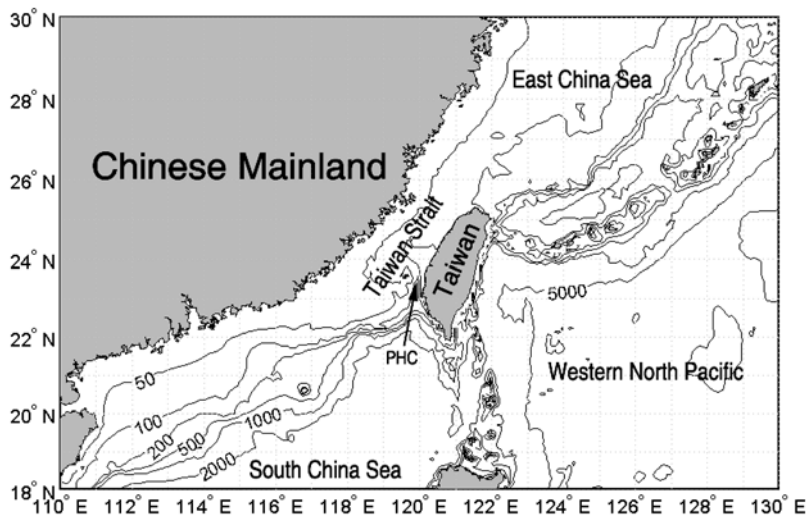 30° N
28° N
26° N
24° N
22° N
20° N
18° N
East China Sea
Chinese Mainland
Taiwan Strait
Taiwan
5000
PHC
Western North Pacific
50
100
200
500
1000
2000
South China Sea
110° E 112° E 114° E 116° E 118° E 120° E 122° E 124° E 126° E 128° E 130° E